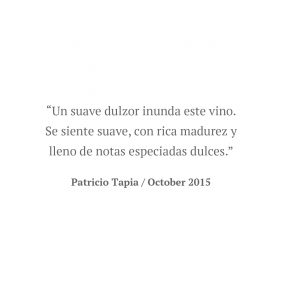 “Un suave dulzor inunda este vino.
Se siente suave, con rica madurez y
lleno de notas especiadas dulces.”
Patricio Tapia / October 2015